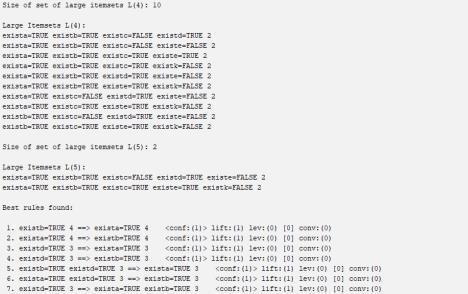 Size of set of large itemsets L(4): 10
Large Itemsets L(4):
exista=TRUE existb=TRUE existc=FALSE existd=TRUE 2
exista=TRUE existb=TRUE existc=FALSE existe=FALSE 2
exista=TRUE existb=TRUE existc=TRUE existe=TRUE 2
exista=TRUE existb=TRUE existc=TRUE existk=FALSE 2
exista=TRUE existb=TRUE existd=TRUE existe=FALSE 2
exista=TRUE existb=TRUE existe=TRUE existk=FALSE 2
exista=TRUE existc=FALSE existd=TRUE existe=FALSE 2
exista=TRUE existc=TRUE existe=TRUE existk=FALSE 2
existb=TRUE existc=FALSE existd=TRUE existe=FALSE 2
existb=TRUE existc=TRUE existe=TRUE existk=FALSE 2
Size of set of large itemsets L(5): 2
Large Itemsets L(5):
exista=TRUE existb=TRUE existc=FALSE existd=TRUE existe=FALSE 2
exista=TRUE existb=TRUE existc=TRUE existe=TRUE existk=FALSE 2
Best rules found:
1. existb=TRUE 4 ==> exista=TRUE 4 <conf:(1)> lift:(1) lev:(0) [0] conv:(0)
2. exista=TRUE 4 ==> existb=TRUE 4 <conf:(1)> lift:(1) lev:(0) [0] conv:(0)
3. existd=TRUE 3 ==> exista=TRUE 3 <conf:(1)> lift:(1) lev:(0) [0] conv:(0)
4. existd=TRUE 3 ==> existb=TRUE 3 <conf:(1)> lift:(1) lev:(0) [0] conv:(0)
5. existb=TRUE existd=TRUE 3 ==> exista=TRUE 3 <conf:(1)> lift:(1) lev:(0) [0] conv:(0)
6. exista=TRUE existd=TRUE 3 ==> existb=TRUE 3 <conf:(1)> lift:(1) lev:(0) [0] conv:(0)
7. existd=TRUE 3 ==> exista=TRUE existb=TRUE 3 <conf:(1)> lift:(1) lev:(0) [0] conv:(0)